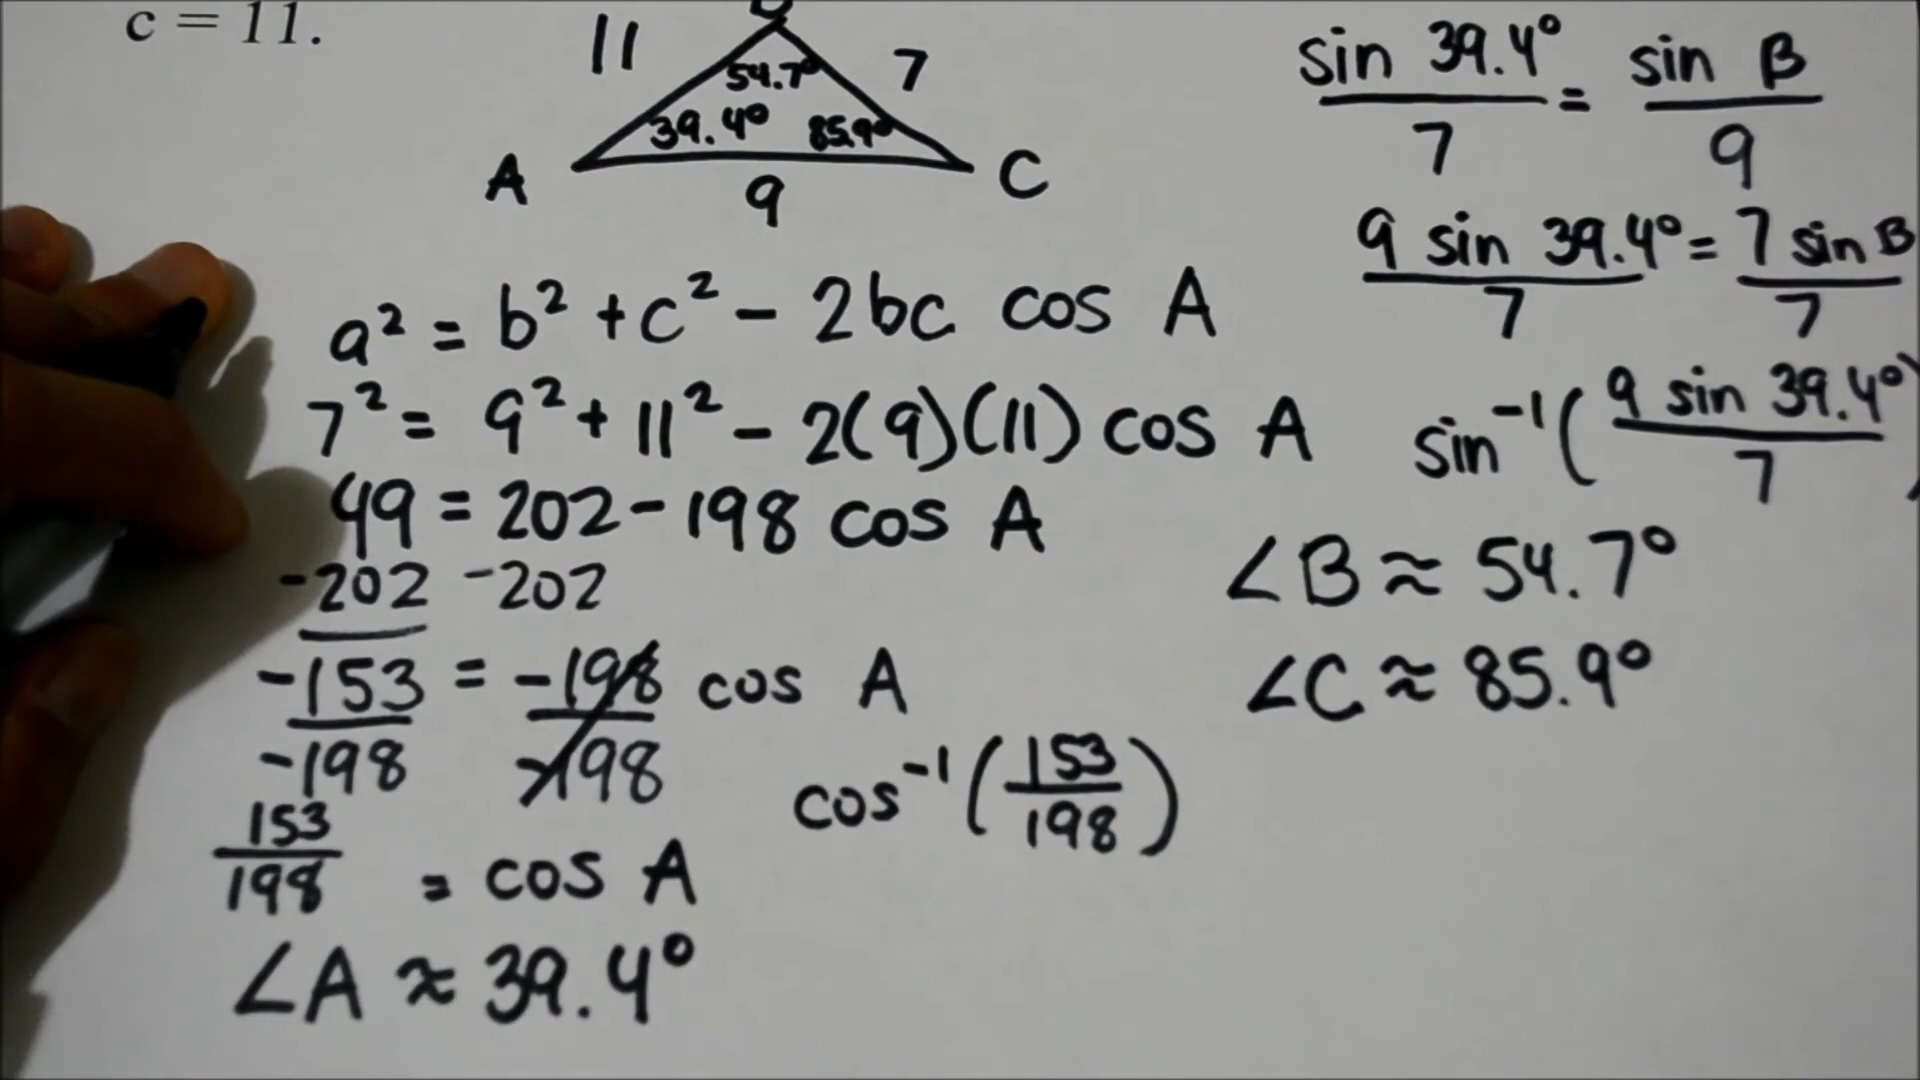 c = 11.
11
7
54.7°
39.4° 85.9°
A
C
9
a² = b² + c² - 2bc cos A
7² = 9² + 11² - 2(9)(11) cos A
49 = 202 - 198 cos A
-202 -202
-153 = -198 cos A
-198 -198
153
198
= cos A
cos⁻¹(153/198)
∠A ≈ 39.4°
sin 39.4° = sin B
7 9
9 sin 39.4° = 7 sin B
7 7
sin⁻¹(9 sin 39.4°/7)
∠B ≈ 54.7°
∠C ≈ 85.9°